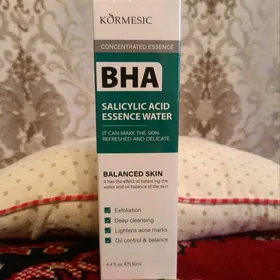 KÖRMESIC
CONCENTRATED ESSENCE
BHA
SALICYLIC ACID
ESSENCE WATER
IT CAN MAKE THE SKIN
REFRESHED AND DELICATE
BALANCED SKIN
It has the effect of balancing the
water and oil balance of the skin
Exfoliation
Deep cleansing
Lightens acne marks
Oil control & balance